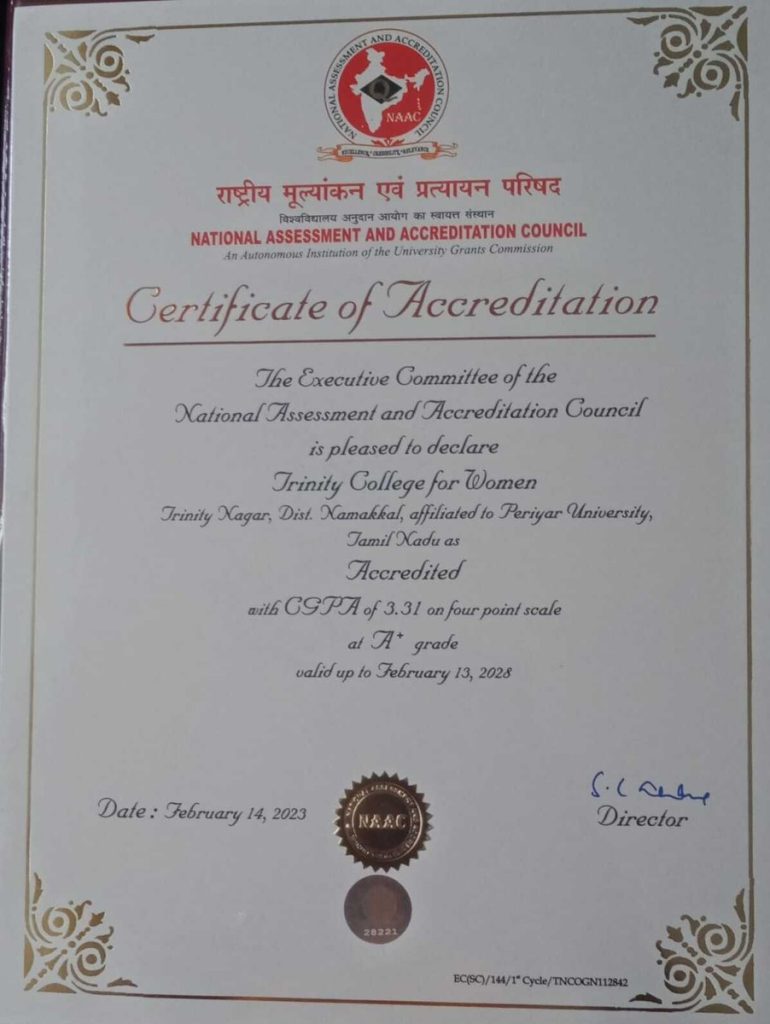 NATIONAL ASSESSMENT AND ACCREDITATION COUNCIL
NAAC
EXCELLENCE • CREDIBILITY • RELEVANCE
राष्ट्रीय मूल्यांकन एवं प्रत्यायन परिषद
विश्वविद्यालय अनुदान आयोग का स्वायत्त संस्थान
NATIONAL ASSESSMENT AND ACCREDITATION COUNCIL
An Autonomous Institution of the University Grants Commission
Certificate of Accreditation
The Executive Committee of the
National Assessment and Accreditation Council
is pleased to declare
Trinity College for Women
Trinity Nagar, Dist. Namakkal, affiliated to Periyar University,
Tamil Nadu as
Accredited
with CGPA of 3.31 on four point scale
at A+ grade
valid up to February 13, 2028
Date : February 14, 2023
Director
NAAC
28221
EC(SC)/144/1st Cycle/TNCOGN112842